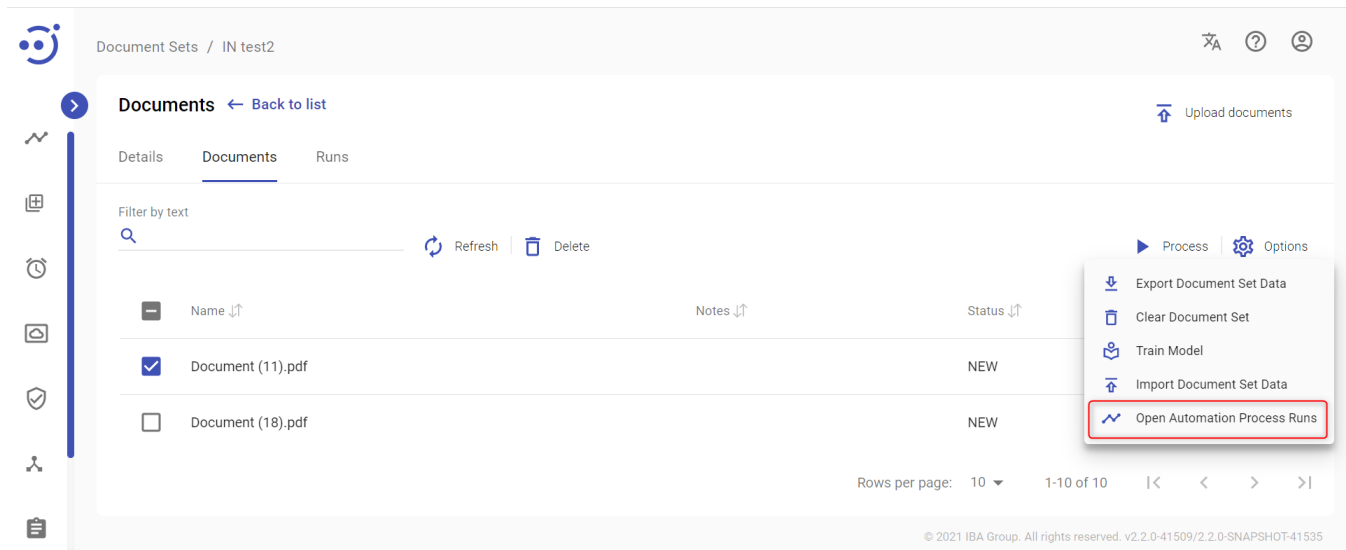 Document Sets / IN test2
Documents ← Back to list
Upload documents
Details Documents Runs
Filter by text
Refresh Delete
Process Options
Export Document Set Data
Clear Document Set
Train Model
Import Document Set Data
Open Automation Process Runs
Name Notes Status
Document (11).pdf NEW
Document (18).pdf NEW
Rows per page: 10 1-10 of 10
© 2021 IBA Group. All rights reserved. v2.2.0-41509/2.2.0-SNAPSHOT-41535